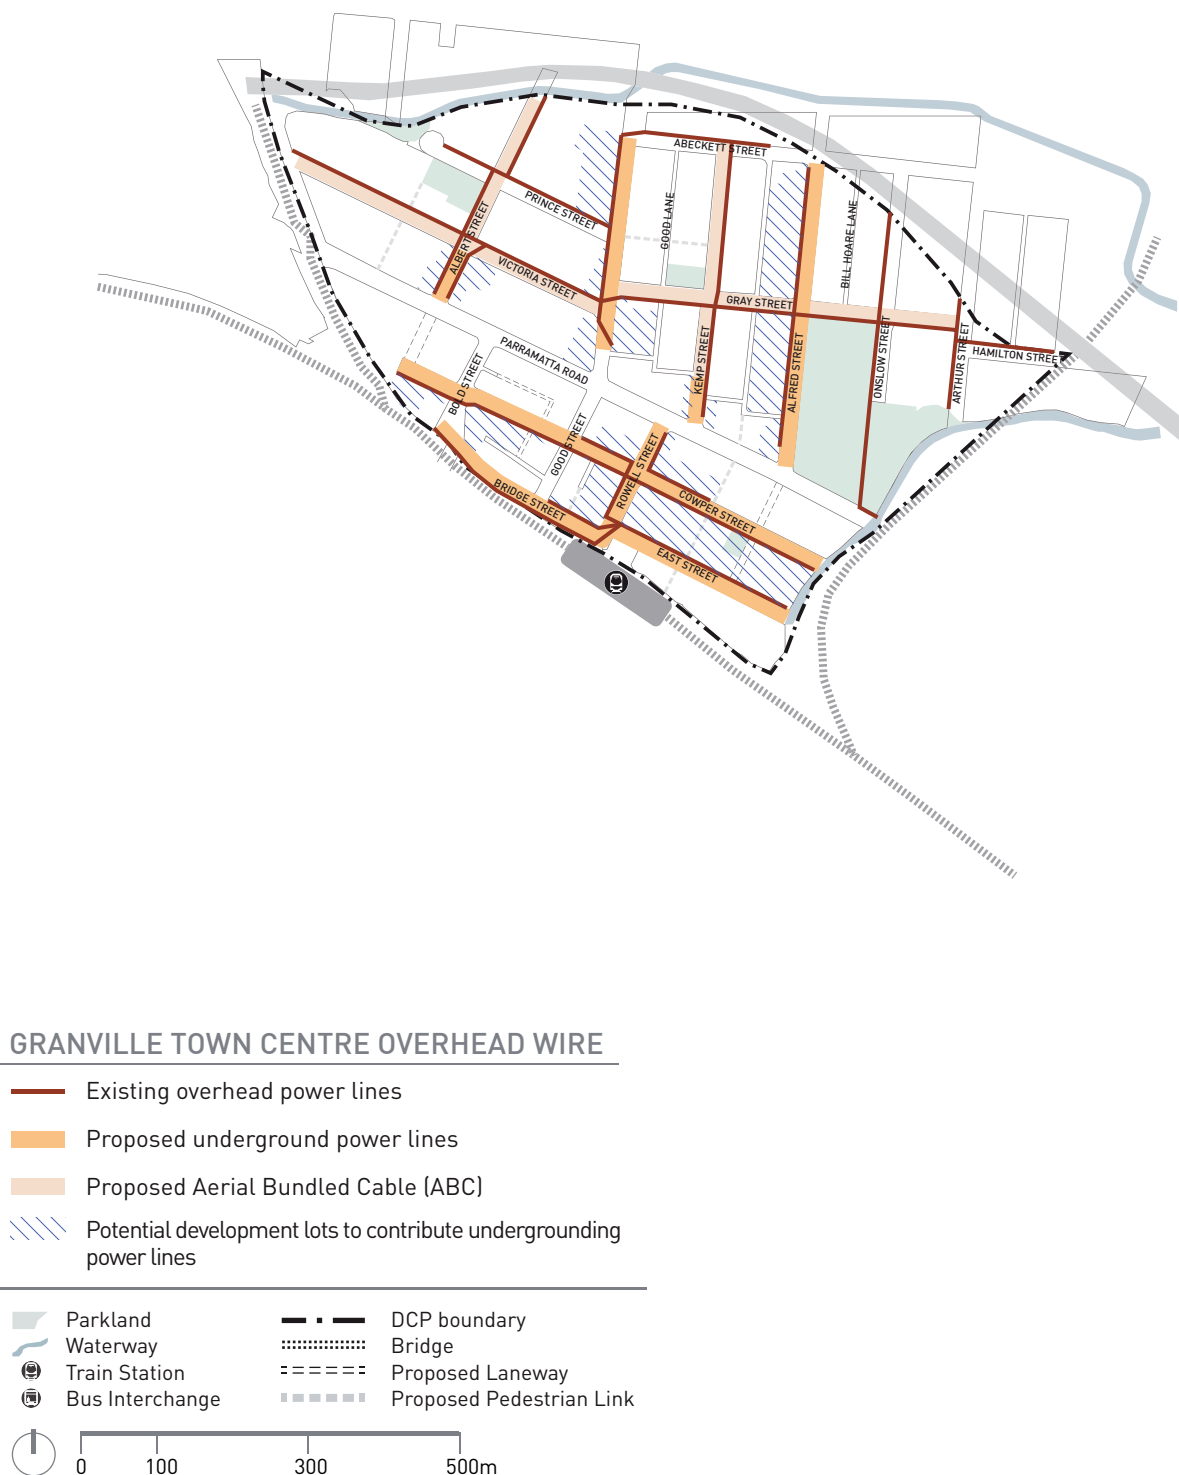 ABECKETT STREET
PRINCE STREET
GOOD LANE
BILL HOARE LANE
ALBERT STREET
VICTORIA STREET
GRAY STREET
ONSLOW STREET
ARTHUR STREET
HAMILTON STREE
PARRAMATTA ROAD
KEMP STREET
ALFRED STREET
BOLD STREET
GOOD STREET
ROWELL STREET
BRIDGE STREET
COWPER STREET
EAST STREET
GRANVILLE TOWN CENTRE OVERHEAD WIRE
Existing overhead power lines
Proposed underground power lines
Proposed Aerial Bundled Cable (ABC)
Potential development lots to contribute undergrounding
power lines
Parkland
Waterway
Train Station
Bus Interchange
DCP boundary
Bridge
Proposed Laneway
Proposed Pedestrian Link
0 100 300 500m